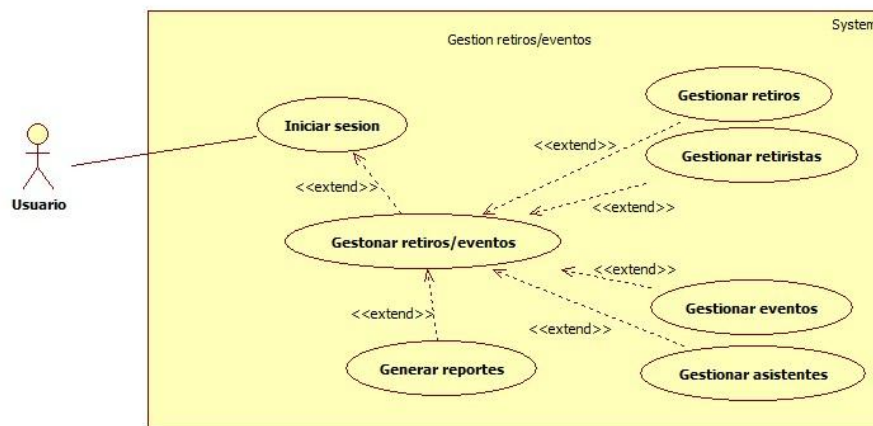 System
Gestion retiros/eventos
Gestionar retiros
Iniciar sesion
<<extend>>
Gestionar retiristas
<<extend>>
Usuario
<<extend>>
Gestonar retiros/eventos
<<extend>>
Gestionar eventos
<<extend>>
<<extend>>
Generar reportes
Gestionar asistentes